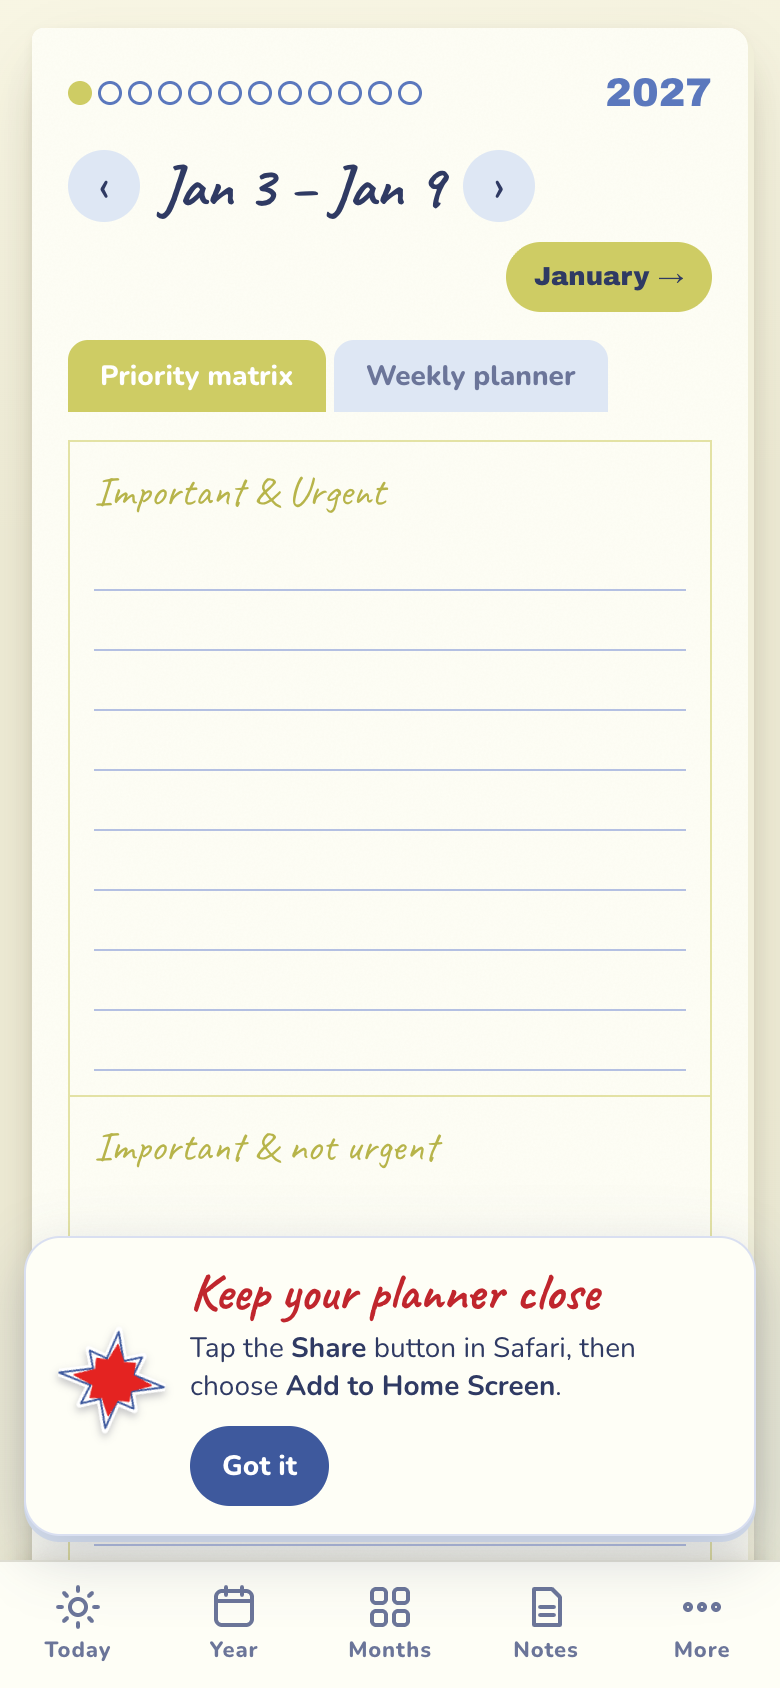 2027
‹ Jan 3 – Jan 9 ›
January →
Priority matrix
Weekly planner
Important & Urgent
Important & not urgent
Keep your planner close
Tap the Share button in Safari, then
choose Add to Home Screen.
Got it
Today
Year
Months
Notes
More